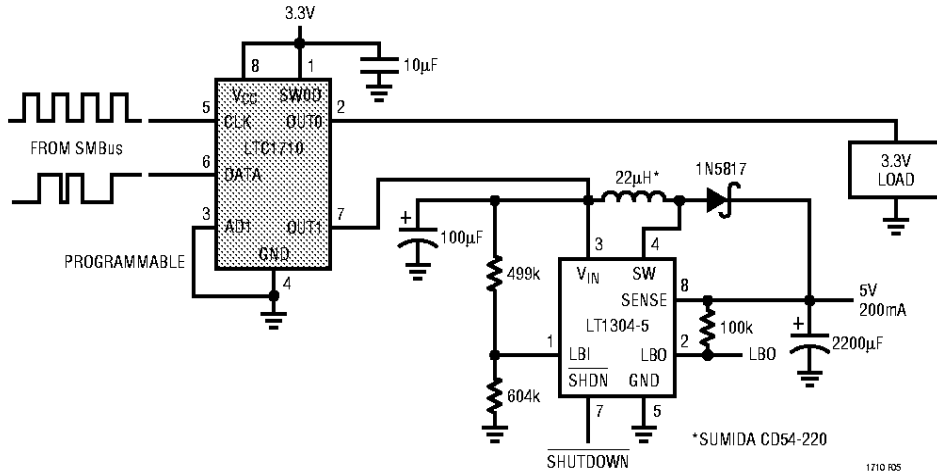 3.3V
8
1
10µF
VCC
SW0D
5
2
CLK
OUT0
LTC1710
FROM SMBus
6
DATA
3
7
AD1
OUT1
GND
PROGRAMMABLE
4
+
100µF
499k
22µH*
1N5817
3.3V
LOAD
3
4
VIN
SW
8
SENSE
5V
200mA
LT1304-5
100k
+
2200µF
1
2
LBI
LBO
LBO
604k
SHDN
GND
7
5
*SUMIDA CD54-220
SHUTDOWN
1710 F05